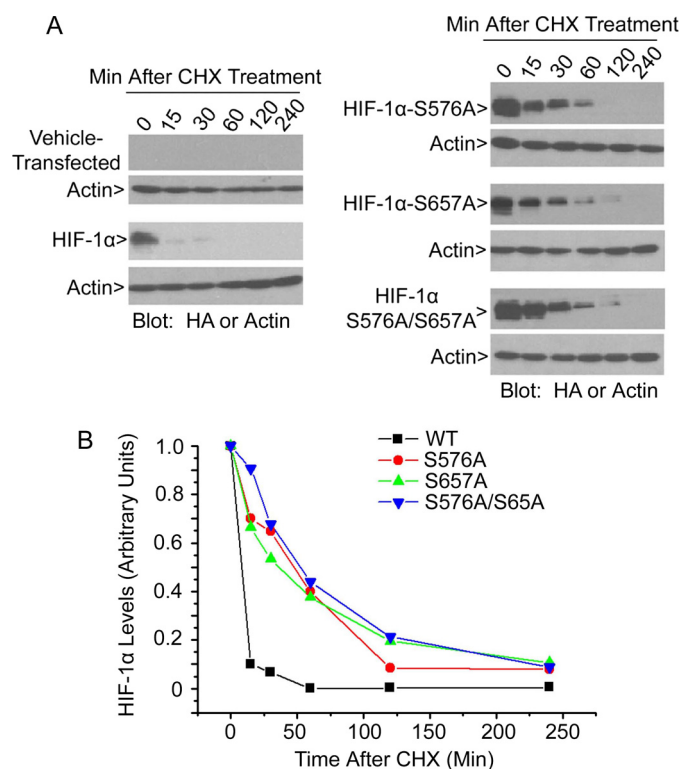 A
Min After CHX Treatment
0 15 30 60 120 240
Vehicle-
Transfected
Actin>
HIF-1α>
Actin>
Blot: HA or Actin
Min After CHX Treatment
0 15 30 60 120 240
HIF-1α-S576A>
Actin>
HIF-1α-S657A>
Actin>
HIF-1α
S576A/S657A>
Actin>
Blot: HA or Actin
B
WT
S576A
S657A
S576A/S65A
HIF-1α Levels (Arbitrary Units)
1.0
0.8
0.6
0.4
0.2
0
0 50 100 150 200 250
Time After CHX (Min)